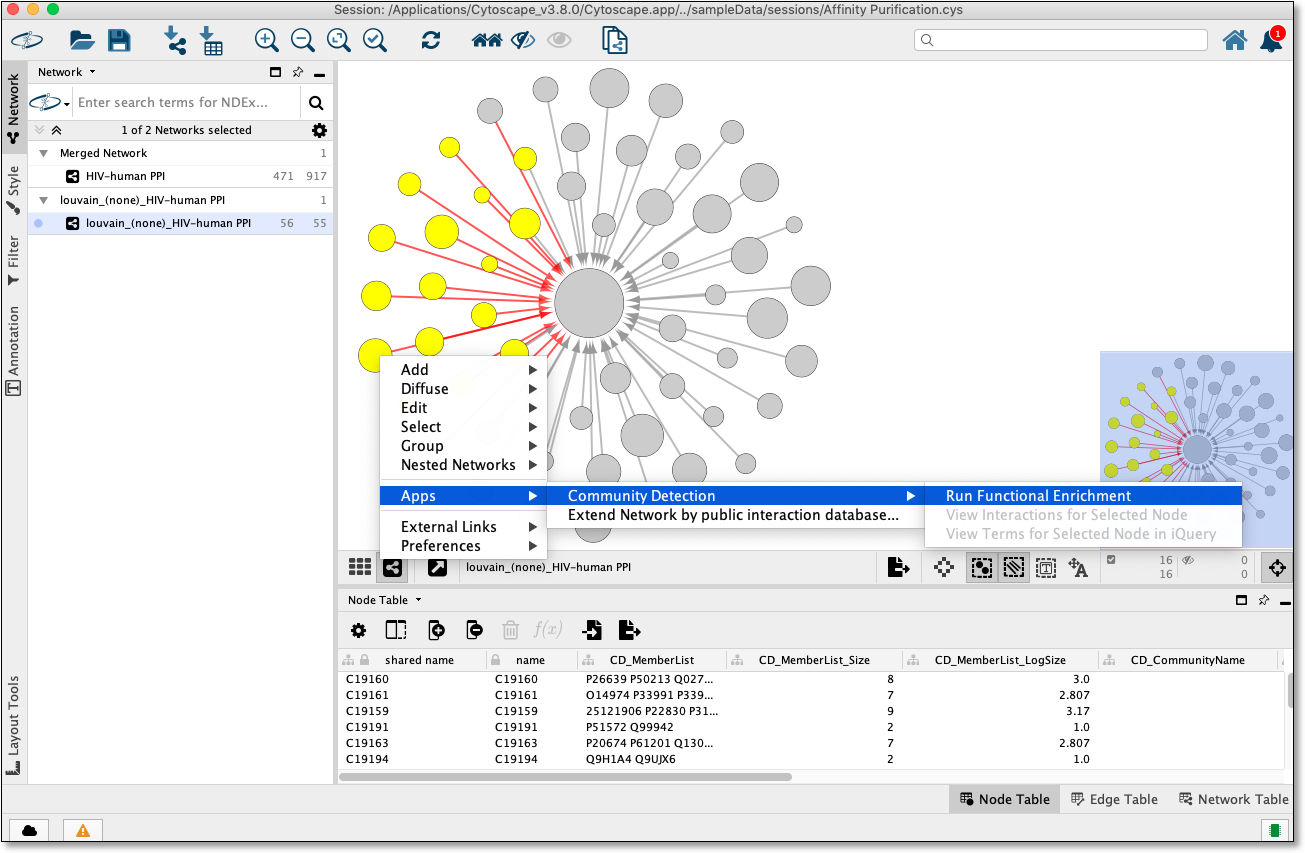 Session: /Applications/Cytoscape_v3.8.0/Cytoscape.app/../sampleData/sessions/Affinity Purification.cys
1
Network
Style
Filter
Annotation
T
Layout Tools
Network
Enter search terms for NDEx...
1 of 2 Networks selected
Merged Network 1
HIV-human PPI 471 917
louvain_(none)_HIV-human PPI 1
louvain_(none)_HIV-human PPI 56 55
Add
Diffuse
Edit
Select
Group
Nested Networks
Apps
External Links
Preferences
Community Detection
Extend Network by public interaction database...
Run Functional Enrichment
View Interactions for Selected Node
View Terms for Selected Node in iQuery
louvain_(none)_HIV-human PPI
T
A
16 0
16 0
Node Table
f(x)
shared name name CD_MemberList CD_MemberList_Size CD_MemberList_LogSize CD_CommunityName
C19160 C19160 P26639 P50213 Q027... 8 3.0
C19161 C19161 O14974 P33991 P339... 7 2.807
C19159 C19159 25121906 P22830 P31... 9 3.17
C19191 C19191 P51572 Q99942 2 1.0
C19163 C19163 P20674 P61201 Q130... 7 2.807
C19194 C19194 Q9H1A4 Q9UJX6 2 1.0
Node Table Edge Table Network Table